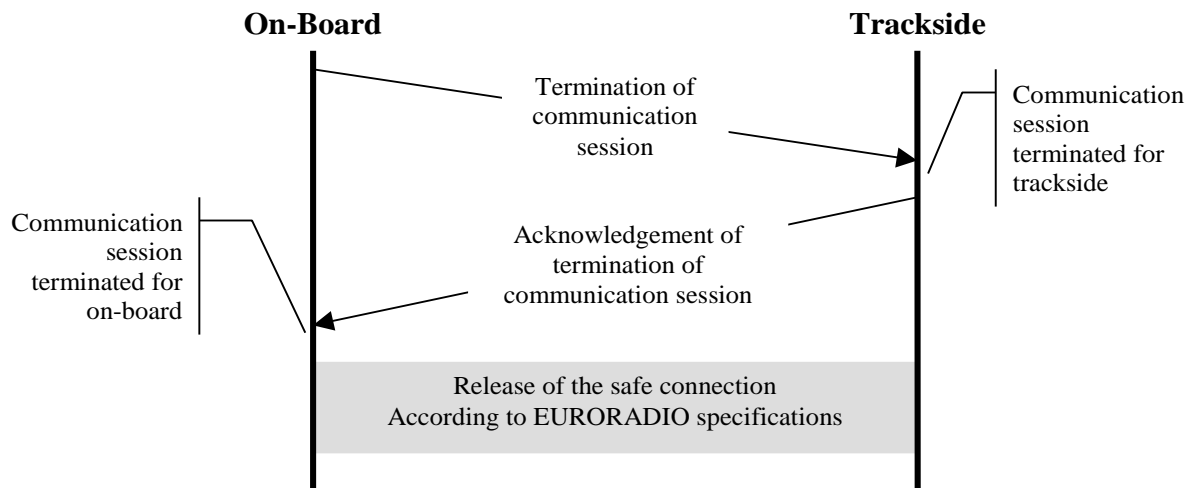 On-Board
Trackside
Termination of
communication
session
Communication
session
terminated for
trackside
Communication
session
terminated for
on-board
Acknowledgement of
termination of
communication session
Release of the safe connection
According to EURORADIO specifications